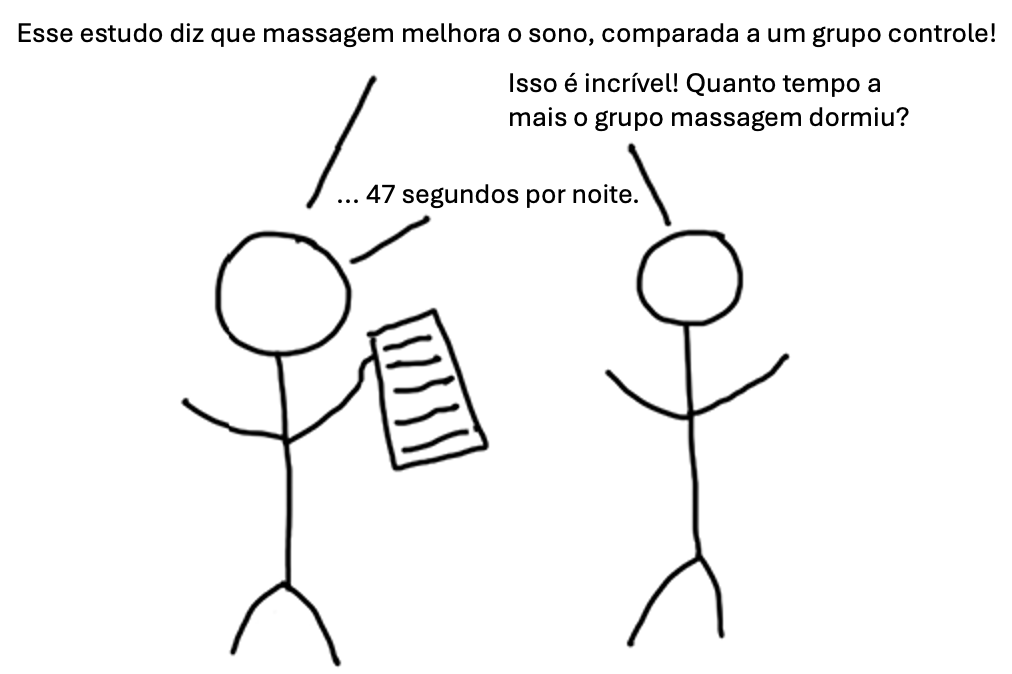 Esse estudo diz que massagem melhora o sono, comparada a um grupo controle!
Isso é incrível! Quanto tempo a
mais o grupo massagem dormiu?
... 47 segundos por noite.